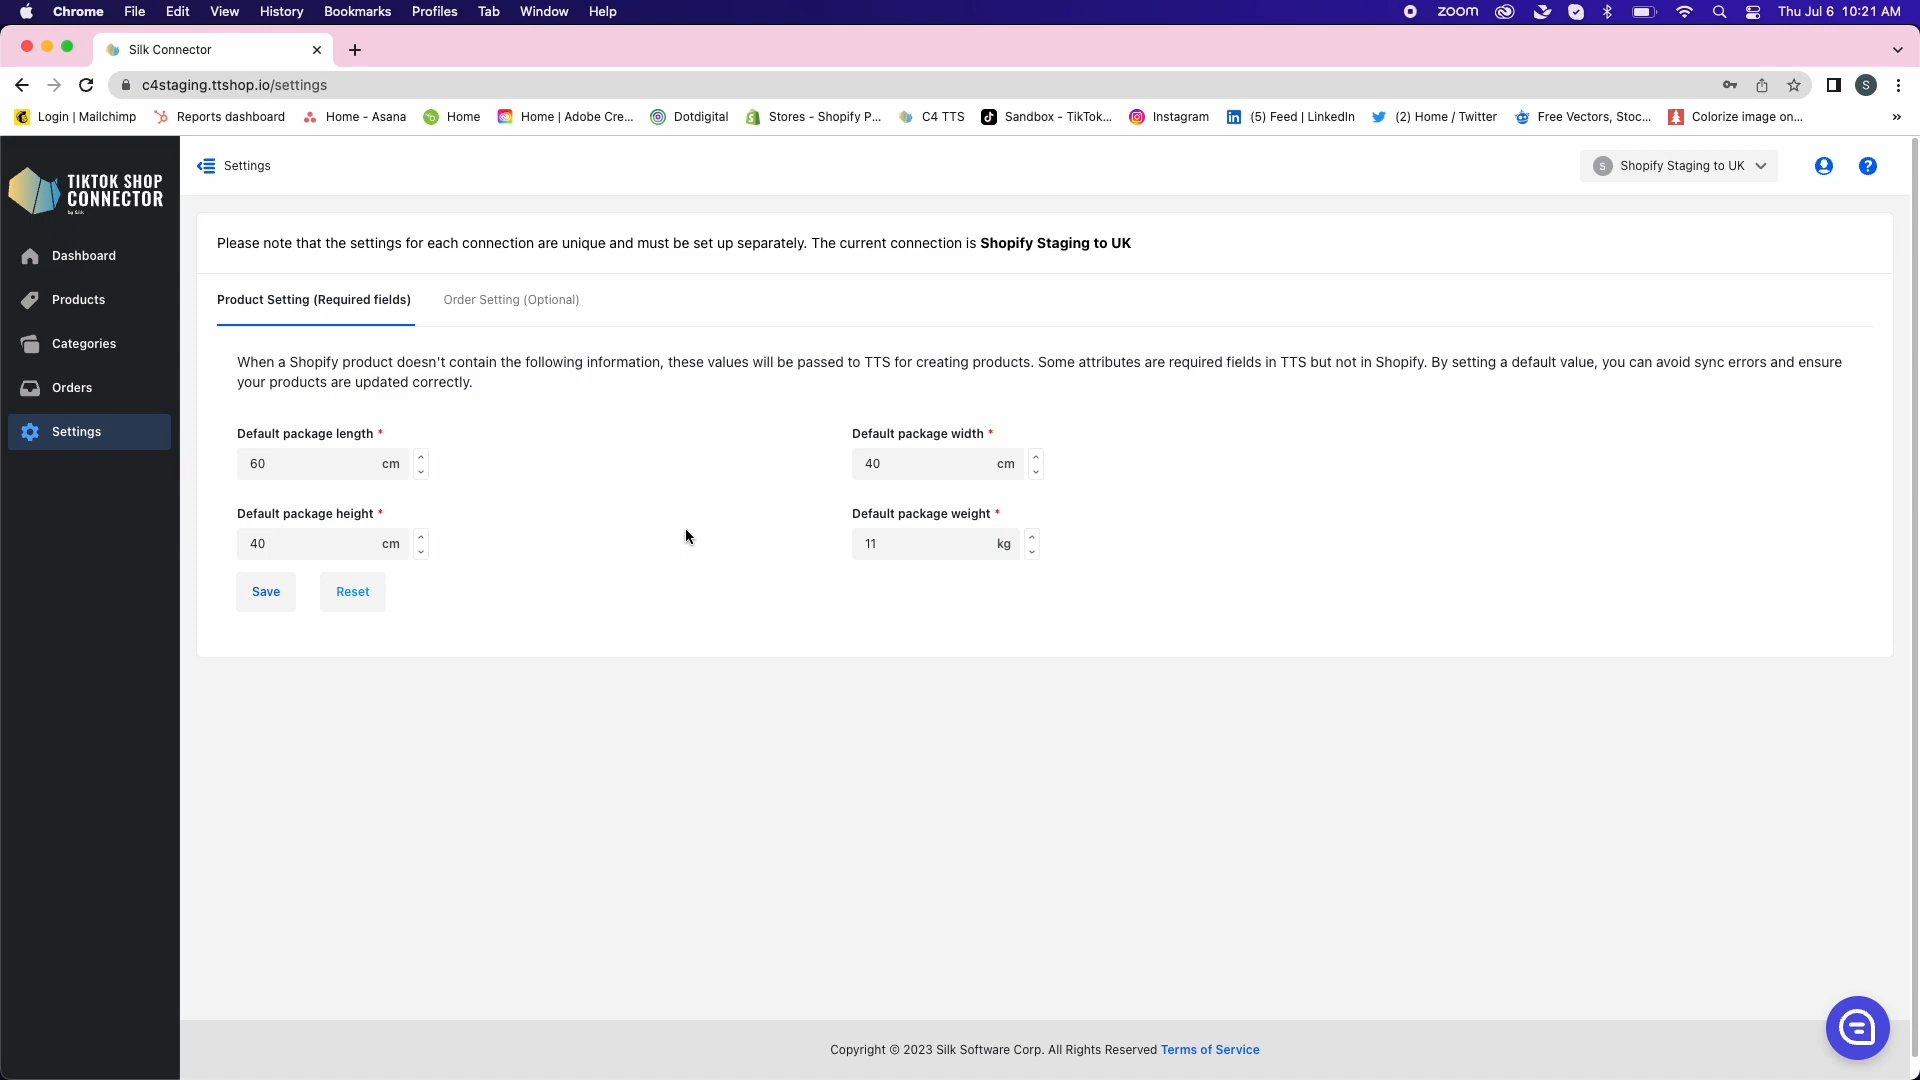 Chrome File Edit View History Bookmarks Profiles Tab Window Help zoom Thu Jul 6 10:21 AM
Silk Connector
c4staging.ttshop.io/settings S
Login | Mailchimp Reports dashboard Home - Asana Home Home | Adobe Cre... Dotdigital Stores - Shopify P... C4 TTS Sandbox - TikTok... Instagram (5) Feed | LinkedIn (2) Home / Twitter Free Vectors, Stoc... Colorize image on... »
TIKTOK SHOP
CONNECTOR
by Silk
Settings
S Shopify Staging to UK
Dashboard
Products
Categories
Orders
Settings
Please note that the settings for each connection are unique and must be set up separately. The current connection is Shopify Staging to UK
Product Setting (Required fields) Order Setting (Optional)
When a Shopify product doesn't contain the following information, these values will be passed to TTS for creating products. Some attributes are required fields in TTS but not in Shopify. By setting a default value, you can avoid sync errors and ensure
your products are updated correctly.
Default package length * Default package width *
60 cm 40 cm
Default package height * Default package weight *
40 cm 11 kg
Save Reset
Copyright © 2023 Silk Software Corp. All Rights Reserved Terms of Service